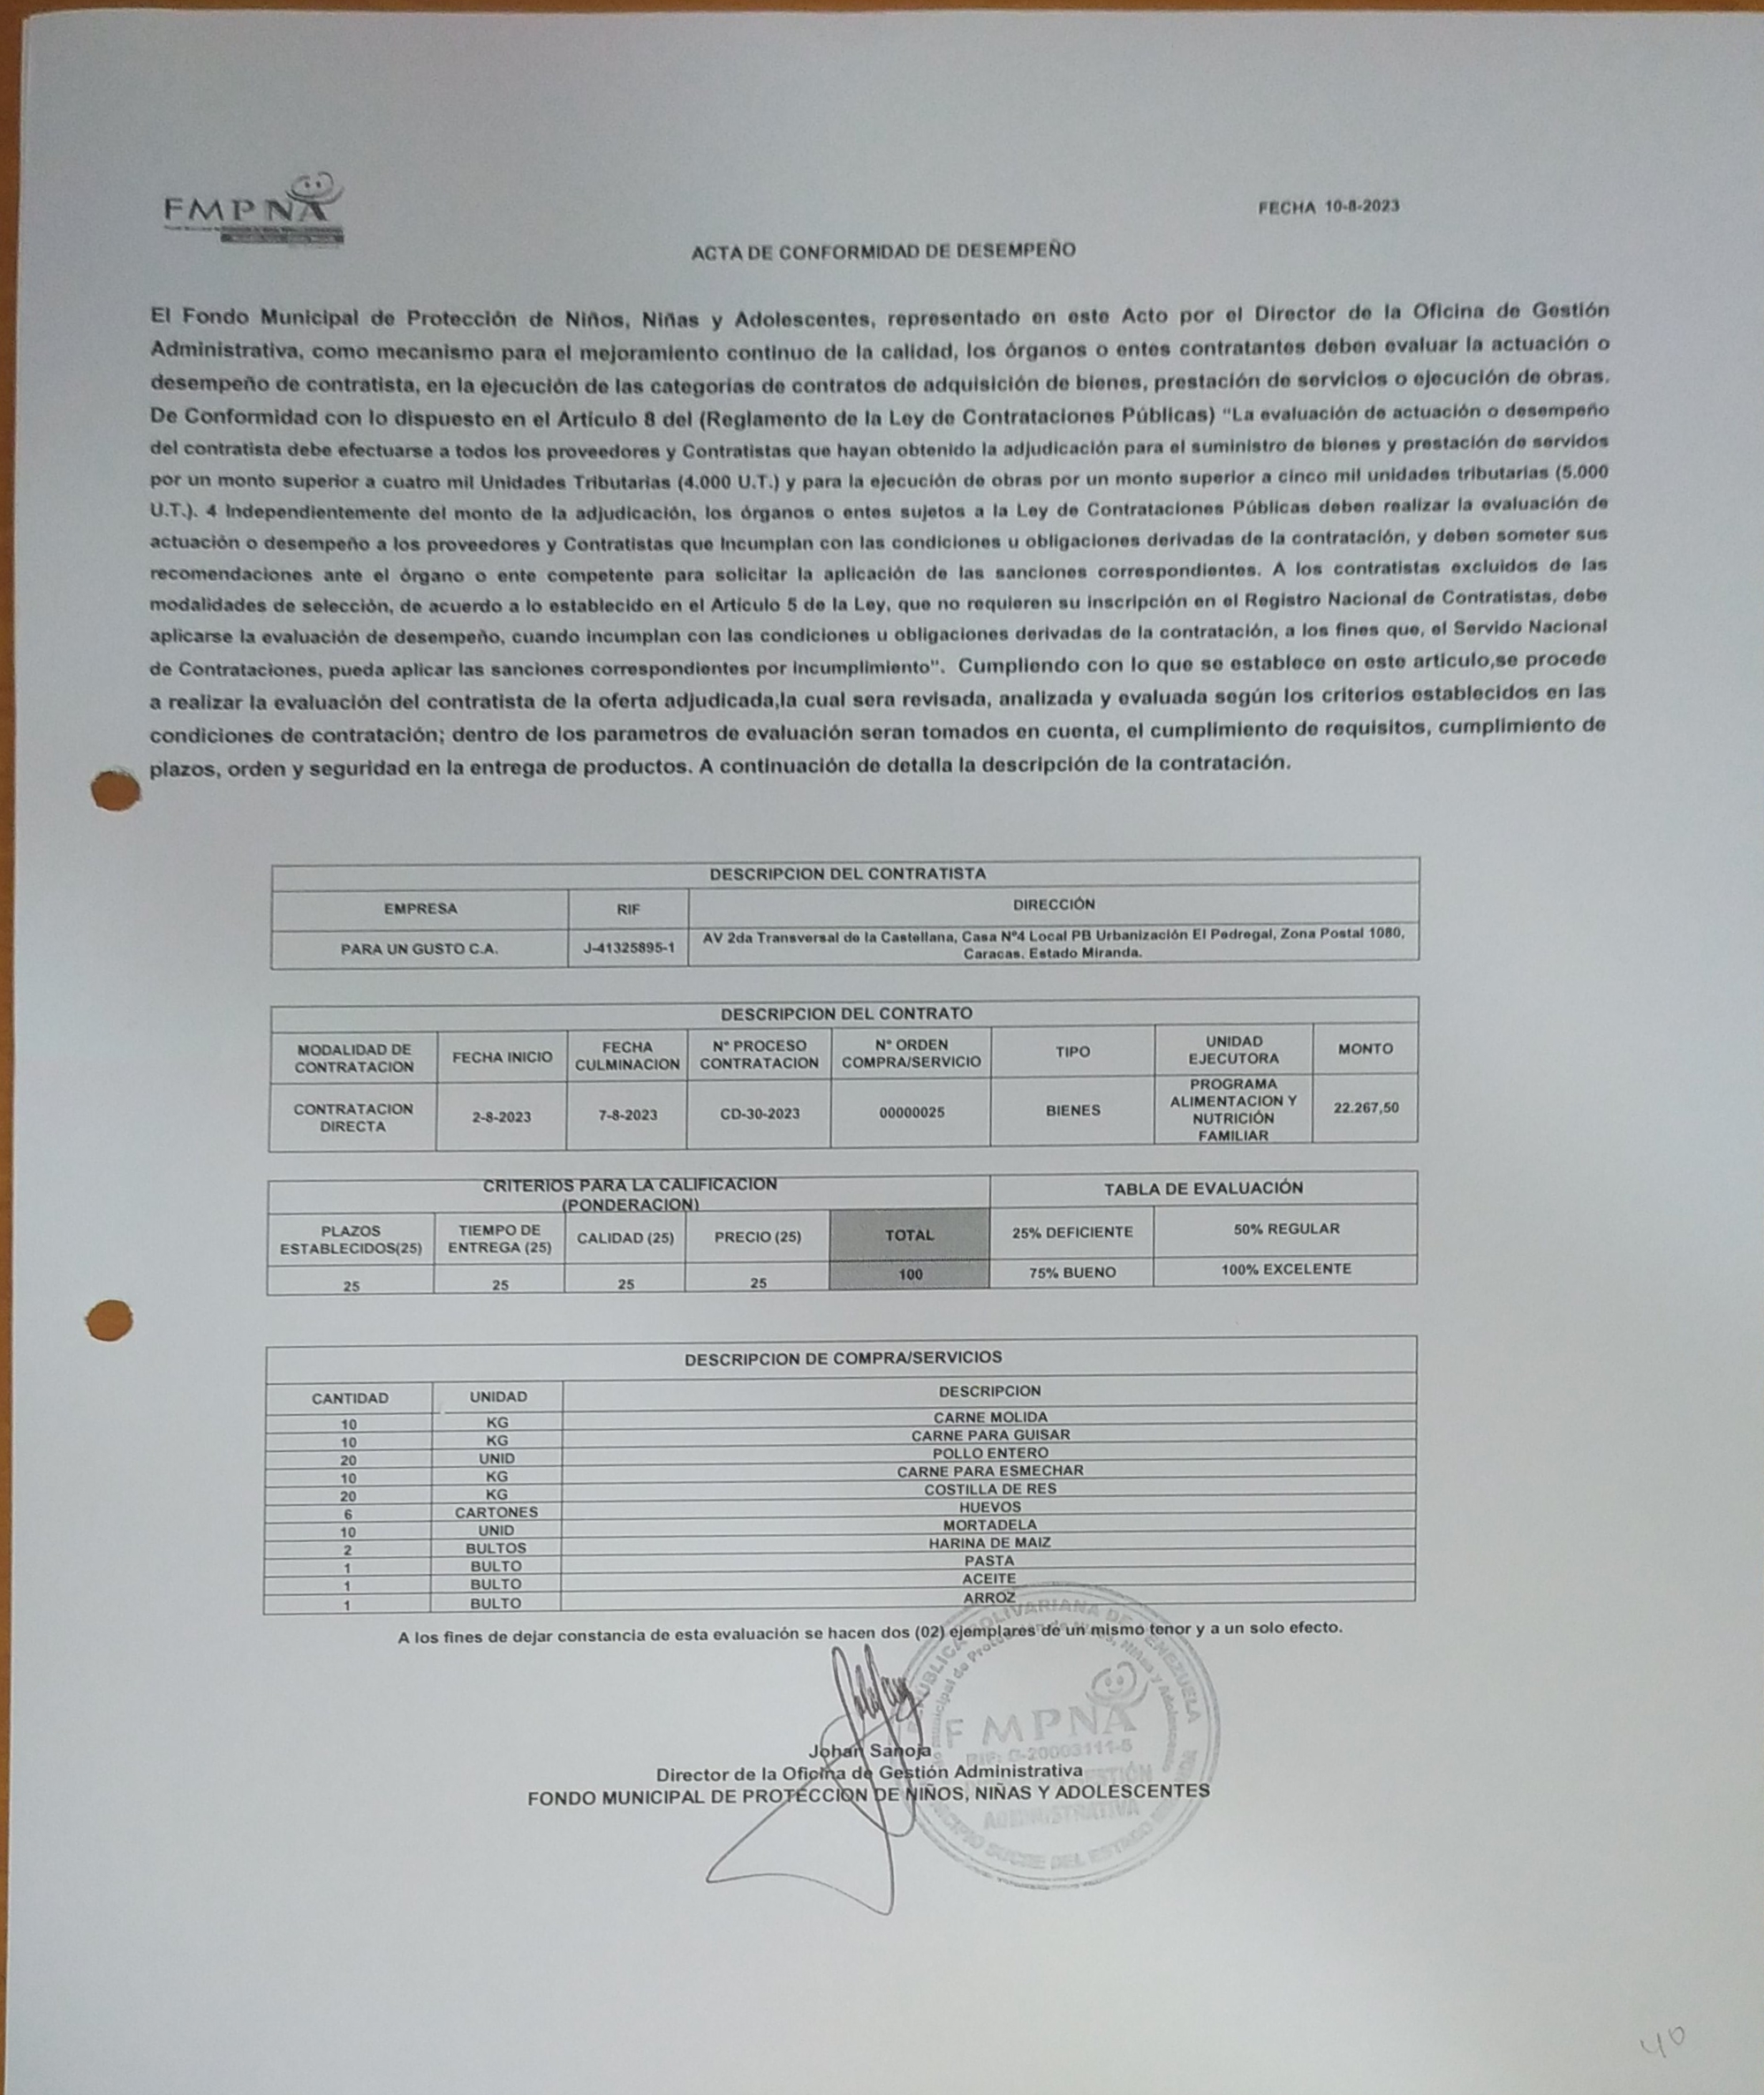 FMPNA
FECHA 10-8-2023
ACTA DE CONFORMIDAD DE DESEMPEÑO
El Fondo Municipal de Protección de Niños, Niñas y Adolescentes, representado en este Acto por el Director de la Oficina de Gestión
Administrativa, como mecanismo para el mejoramiento continuo de la calidad, los órganos o entes contratantes deben evaluar la actuación o
desempeño de contratista, en la ejecución de las categorías de contratos de adquisición de bienes, prestación de servicios o ejecución de obras.
De Conformidad con lo dispuesto en el Articulo 8 del (Reglamento de la Ley de Contrataciones Públicas) “La evaluación de actuación o desempeño
del contratista debe efectuarse a todos los proveedores y Contratistas que hayan obtenido la adjudicación para el suministro de bienes y prestación de servidos
por un monto superior a cuatro mil Unidades Tributarias (4.000 U.T.) y para la ejecución de obras por un monto superior a cinco mil unidades tributarias (5.000
U.T.). 4 Independientemente del monto de la adjudicación, los órganos o entes sujetos a la Ley de Contrataciones Públicas deben realizar la evaluación de
actuación o desempeño a los proveedores y Contratistas que Incumplan con las condiciones u obligaciones derivadas de la contratación, y deben someter sus
recomendaciones ante el órgano o ente competente para solicitar la aplicación de las sanciones correspondientes. A los contratistas excluidos de las
modalidades de selección, de acuerdo a lo establecido en el Articulo 5 de la Ley, que no requieren su inscripción en el Registro Nacional de Contratistas, debe
aplicarse la evaluación de desempeño, cuando incumplan con las condiciones u obligaciones derivadas de la contratación, a los fines que, el Servido Nacional
de Contrataciones, pueda aplicar las sanciones correspondientes por incumplimiento". Cumpliendo con lo que se establece en este articulo,se procede
a realizar la evaluación del contratista de la oferta adjudicada,la cual sera revisada, analizada y evaluada según los criterios establecidos en las
condiciones de contratación; dentro de los parametros de evaluación seran tomados en cuenta, el cumplimiento de requisitos, cumplimiento de
plazos, orden y seguridad en la entrega de productos. A continuación de detalla la descripción de la contratación.
DESCRIPCION DEL CONTRATISTA
EMPRESA RIF DIRECCIÓN
PARA UN GUSTO C.A. J-41325895-1 AV 2da Transversal de la Castellana, Casa Nº4 Local PB Urbanización El Pedregal, Zona Postal 1080,
Caracas. Estado Miranda.
DESCRIPCION DEL CONTRATO
MODALIDAD DE CONTRATACION FECHA INICIO FECHA CULMINACION N° PROCESO CONTRATACION N° ORDEN COMPRA/SERVICIO TIPO UNIDAD EJECUTORA MONTO
CONTRATACION DIRECTA 2-8-2023 7-8-2023 CD-30-2023 00000025 BIENES PROGRAMA ALIMENTACION Y NUTRICIÓN FAMILIAR 22.267,50
CRITERIOS PARA LA CALIFICACION (PONDERACION) TABLA DE EVALUACIÓN
PLAZOS ESTABLECIDOS(25) TIEMPO DE ENTREGA (25) CALIDAD (25) PRECIO (25) TOTAL 25% DEFICIENTE 50% REGULAR
25 25 25 25 100 75% BUENO 100% EXCELENTE
DESCRIPCION DE COMPRA/SERVICIOS
CANTIDAD UNIDAD DESCRIPCION
10 KG CARNE MOLIDA
10 KG CARNE PARA GUISAR
20 UNID POLLO ENTERO
10 KG CARNE PARA ESMECHAR
20 KG COSTILLA DE RES
6 CARTONES HUEVOS
10 UNID MORTADELA
2 BULTOS HARINA DE MAIZ
1 BULTO PASTA
1 BULTO ACEITE
1 BULTO ARROZ
A los fines de dejar constancia de esta evaluación se hacen dos (02) ejemplares de un mismo tenor y a un solo efecto.
BOLIVARIANA DE VENEZUELA
FMPNA
RIF: G-20003111-5
GESTIÓN
ADMINISTRATIVA
SUCRE DEL ESTADO
Johan Sanoja
Director de la Oficina de Gestión Administrativa
FONDO MUNICIPAL DE PROTECCION DE NIÑOS, NIÑAS Y ADOLESCENTES
40